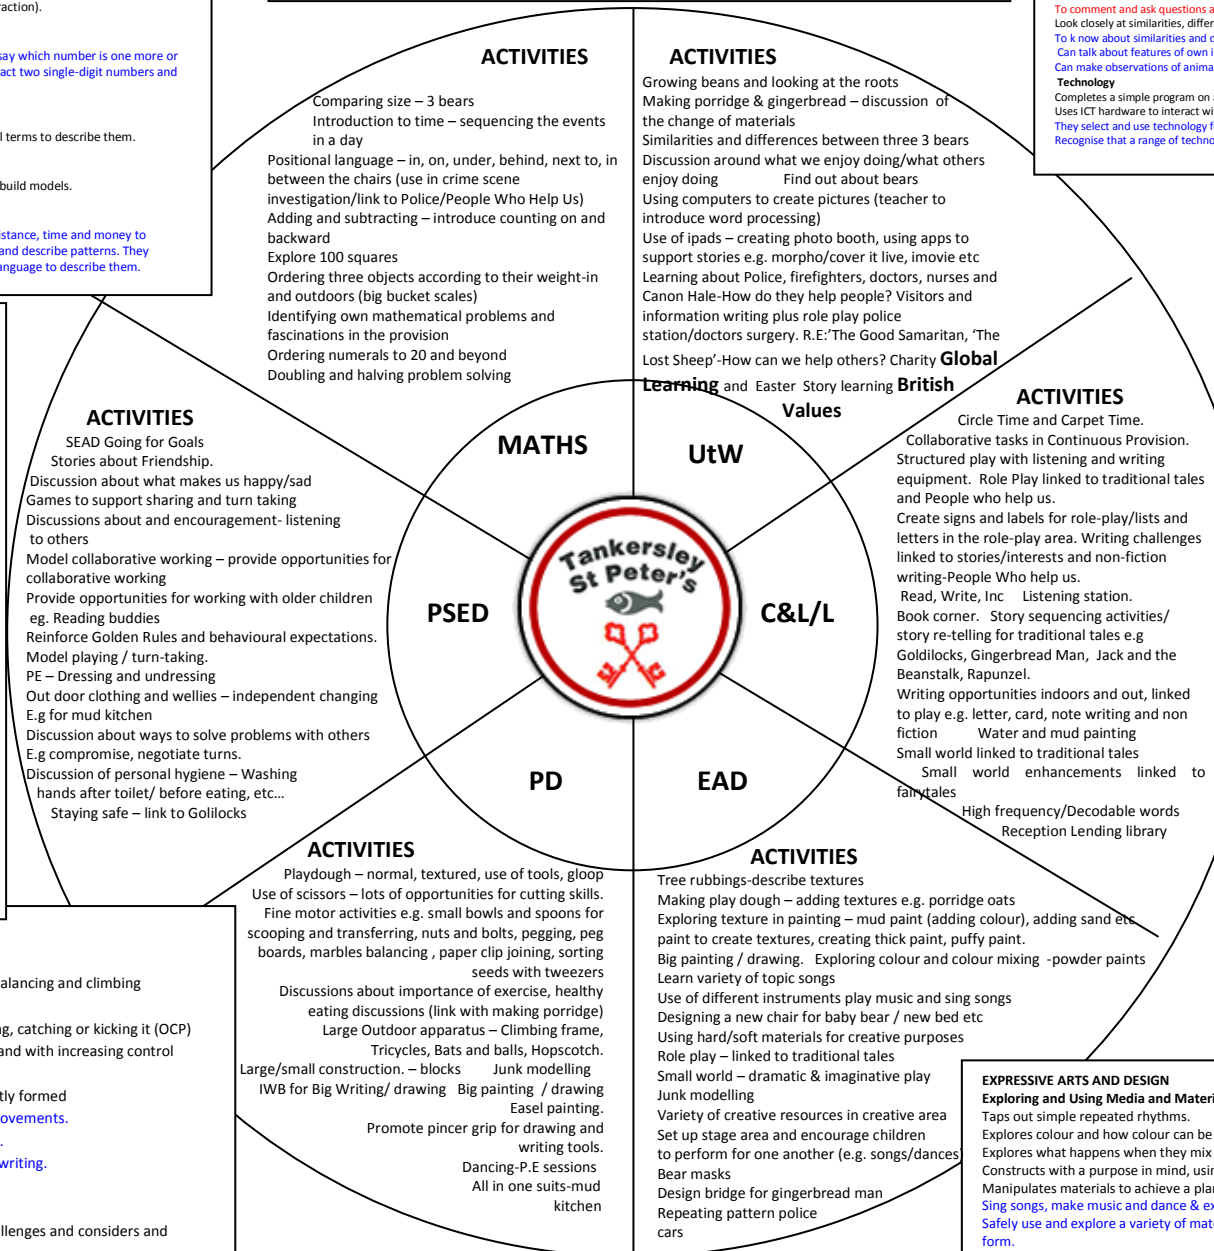 raction).
say which number is one more or
act two single-digit numbers and
l terms to describe them.
build models.
istance, time and money to
and describe patterns. They
anguage to describe them.
To comment and ask questions a
Look closely at similarities, differ
To k now about similarities and d
Can talk about features of own i
Can make observations of anima
Technology
Completes a simple program on a
Uses ICT hardware to interact wi
They select and use technology f
Recognise that a range of techno
ACTIVITIES
Comparing size – 3 bears
Introduction to time – sequencing the events
in a day
Positional language – in, on, under, behind, next to, in
between the chairs (use in crime scene
investigation/link to Police/People Who Help Us)
Adding and subtracting – introduce counting on and
backward
Explore 100 squares
Ordering three objects according to their weight-in
and outdoors (big bucket scales)
Identifying own mathematical problems and
fascinations in the provision
Ordering numerals to 20 and beyond
Doubling and halving problem solving
ACTIVITIES
Growing beans and looking at the roots
Making porridge & gingerbread – discussion of
the change of materials
Similarities and differences between three 3 bears
Discussion around what we enjoy doing/what others
enjoy doing Find out about bears
Using computers to create pictures (teacher to
introduce word processing)
Use of ipads – creating photo booth, using apps to
support stories e.g. morpho/cover it live, imovie etc
Learning about Police, firefighters, doctors, nurses and
Canon Hale-How do they help people? Visitors and
information writing plus role play police
station/doctors surgery. R.E:'The Good Samaritan, 'The
Lost Sheep'-How can we help others? Charity Global
Learning and Easter Story learning British
Values
ACTIVITIES
SEAD Going for Goals
Stories about Friendship.
Discussion about what makes us happy/sad
Games to support sharing and turn taking
Discussions about and encouragement- listening
to others
Model collaborative working – provide opportunities for
collaborative working
Provide opportunities for working with older children
eg. Reading buddies
Reinforce Golden Rules and behavioural expectations.
Model playing / turn-taking.
PE – Dressing and undressing
Out door clothing and wellies – independent changing
E.g for mud kitchen
Discussion about ways to solve problems with others
E.g compromise, negotiate turns.
Discussion of personal hygiene – Washing
hands after toilet/ before eating, etc...
Staying safe – link to Golilocks
MATHS
UtW
PSED
Tankersley
St Peter's
C&L/L
PD
EAD
ACTIVITIES
Circle Time and Carpet Time.
Collaborative tasks in Continuous Provision.
Structured play with listening and writing
equipment. Role Play linked to traditional tales
and People who help us.
Create signs and labels for role-play/lists and
letters in the role-play area. Writing challenges
linked to stories/interests and non-fiction
writing-People Who help us.
Read, Write, Inc Listening station.
Book corner. Story sequencing activities/
story re-telling for traditional tales e.g
Goldilocks, Gingerbread Man, Jack and the
Beanstalk, Rapunzel.
Writing opportunities indoors and out, linked
to play e.g. letter, card, note writing and non
fiction Water and mud painting
Small world linked to traditional tales
Small world enhancements linked to
fairytales
High frequency/Decodable words
Reception Lending library
ACTIVITIES
Playdough – normal, textured, use of tools, gloop
Use of scissors – lots of opportunities for cutting skills.
Fine motor activities e.g. small bowls and spoons for
scooping and transferring, nuts and bolts, pegging, peg
boards, marbles balancing , paper clip joining, sorting
seeds with tweezers
Discussions about importance of exercise, healthy
eating discussions (link with making porridge)
Large Outdoor apparatus – Climbing frame,
Tricycles, Bats and balls, Hopscotch.
Large/small construction. – blocks Junk modelling
IWB for Big Writing/ drawing Big painting / drawing
Easel painting.
Promote pincer grip for drawing and
writing tools.
Dancing-P.E sessions
All in one suits-mud
kitchen
ACTIVITIES
Tree rubbings-describe textures
Making play dough – adding textures e.g. porridge oats
Exploring texture in painting – mud paint (adding colour), adding sand etc
paint to create textures, creating thick paint, puffy paint.
Big painting / drawing. Exploring colour and colour mixing -powder paints
Learn variety of topic songs
Use of different instruments play music and sing songs
Designing a new chair for baby bear / new bed etc
Using hard/soft materials for creative purposes
Role play – linked to traditional tales
Small world – dramatic & imaginative play
Junk modelling
Variety of creative resources in creative area
Set up stage area and encourage children
to perform for one another (e.g. songs/dances)
Bear masks
Design bridge for gingerbread man
Repeating pattern police
cars
alancing and climbing
g, catching or kicking it (OCP)
and with increasing control
tly formed
ovements.
.
writing.
llenges and considers and
EXPRESSIVE ARTS AND DESIGN
Exploring and Using Media and Materi
Taps out simple repeated rhythms.
Explores colour and how colour can be
Explores what happens when they mix
Constructs with a purpose in mind, usin
Manipulates materials to achieve a plan
Sing songs, make music and dance & ex
Safely use and explore a variety of mat
form.